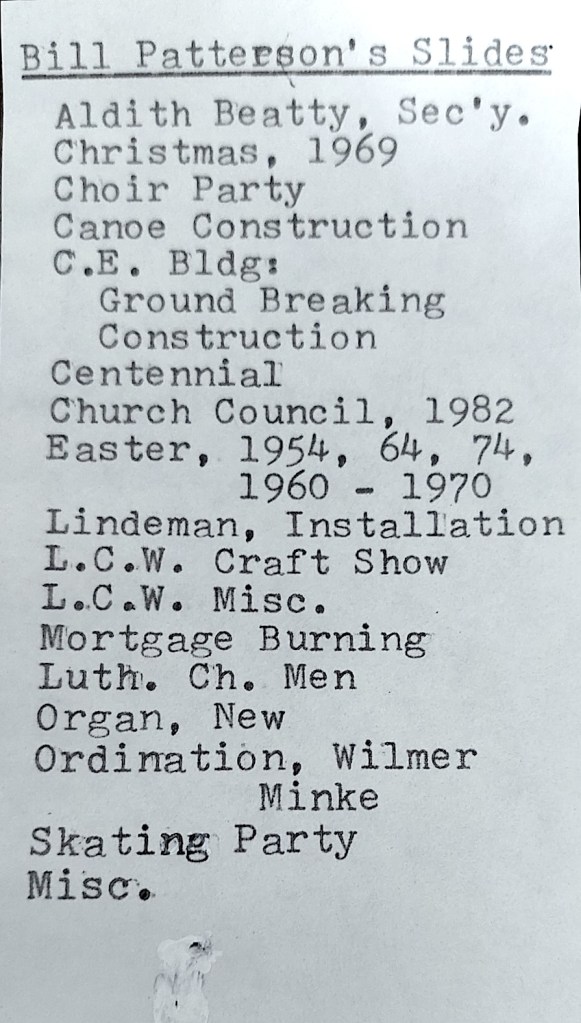 Bill Patterson's Slides
Aldith Beatty, Sec'y.
Christmas, 1969
Choir Party
Canoe Construction
C.E. Bldg:
Ground Breaking
Construction
Centennial
Church Council, 1982
Easter, 1954, 64, 74,
1960 - 1970
Lindeman, Installation
L.C.W. Craft Show
L.C.W. Misc.
Mortgage Burning
Luth. Ch. Men
Organ, New
Ordination, Wilmer
Minke
Skating Party
Misc.